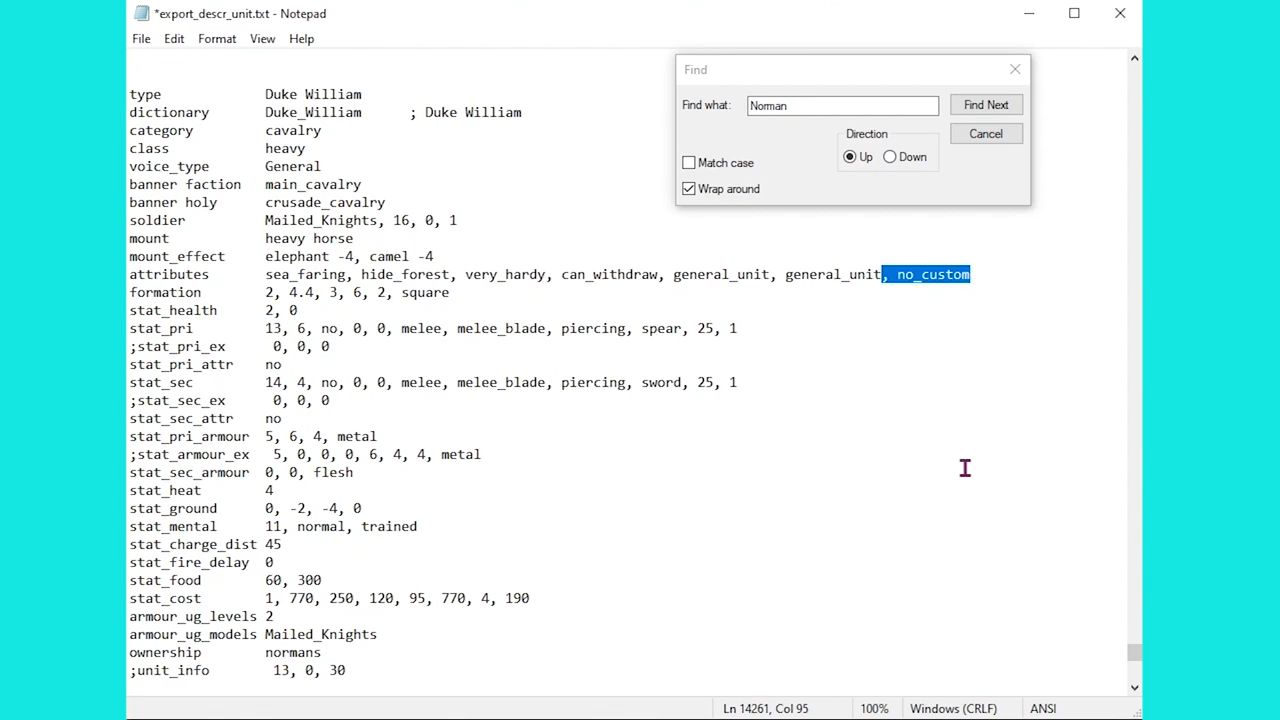 *export_descr_unit.txt - Notepad
File Edit Format View Help
Find
Find what: Norman Find Next
Direction Cancel
Up Down
Match case
Wrap around
type Duke William
dictionary Duke_William ; Duke William
category cavalry
class heavy
voice_type General
banner faction main_cavalry
banner holy crusade_cavalry
soldier Mailed_Knights, 16, 0, 1
mount heavy horse
mount_effect elephant -4, camel -4
attributes sea_faring, hide_forest, very_hardy, can_withdraw, general_unit, general_unit, no_custom
formation 2, 4.4, 3, 6, 2, square
stat_health 2, 0
stat_pri 13, 6, no, 0, 0, melee, melee_blade, piercing, spear, 25, 1
;stat_pri_ex 0, 0, 0
stat_pri_attr no
stat_sec 14, 4, no, 0, 0, melee, melee_blade, piercing, sword, 25, 1
;stat_sec_ex 0, 0, 0
stat_sec_attr no
stat_pri_armour 5, 6, 4, metal
;stat_armour_ex 5, 0, 0, 0, 6, 4, 4, metal
stat_sec_armour 0, 0, flesh
stat_heat 4
stat_ground 0, -2, -4, 0
stat_mental 11, normal, trained
stat_charge_dist 45
stat_fire_delay 0
stat_food 60, 300
stat_cost 1, 770, 250, 120, 95, 770, 4, 190
armour_ug_levels 2
armour_ug_models Mailed_Knights
ownership normans
;unit_info 13, 0, 30
Ln 14261, Col 95 100% Windows (CRLF) ANSI